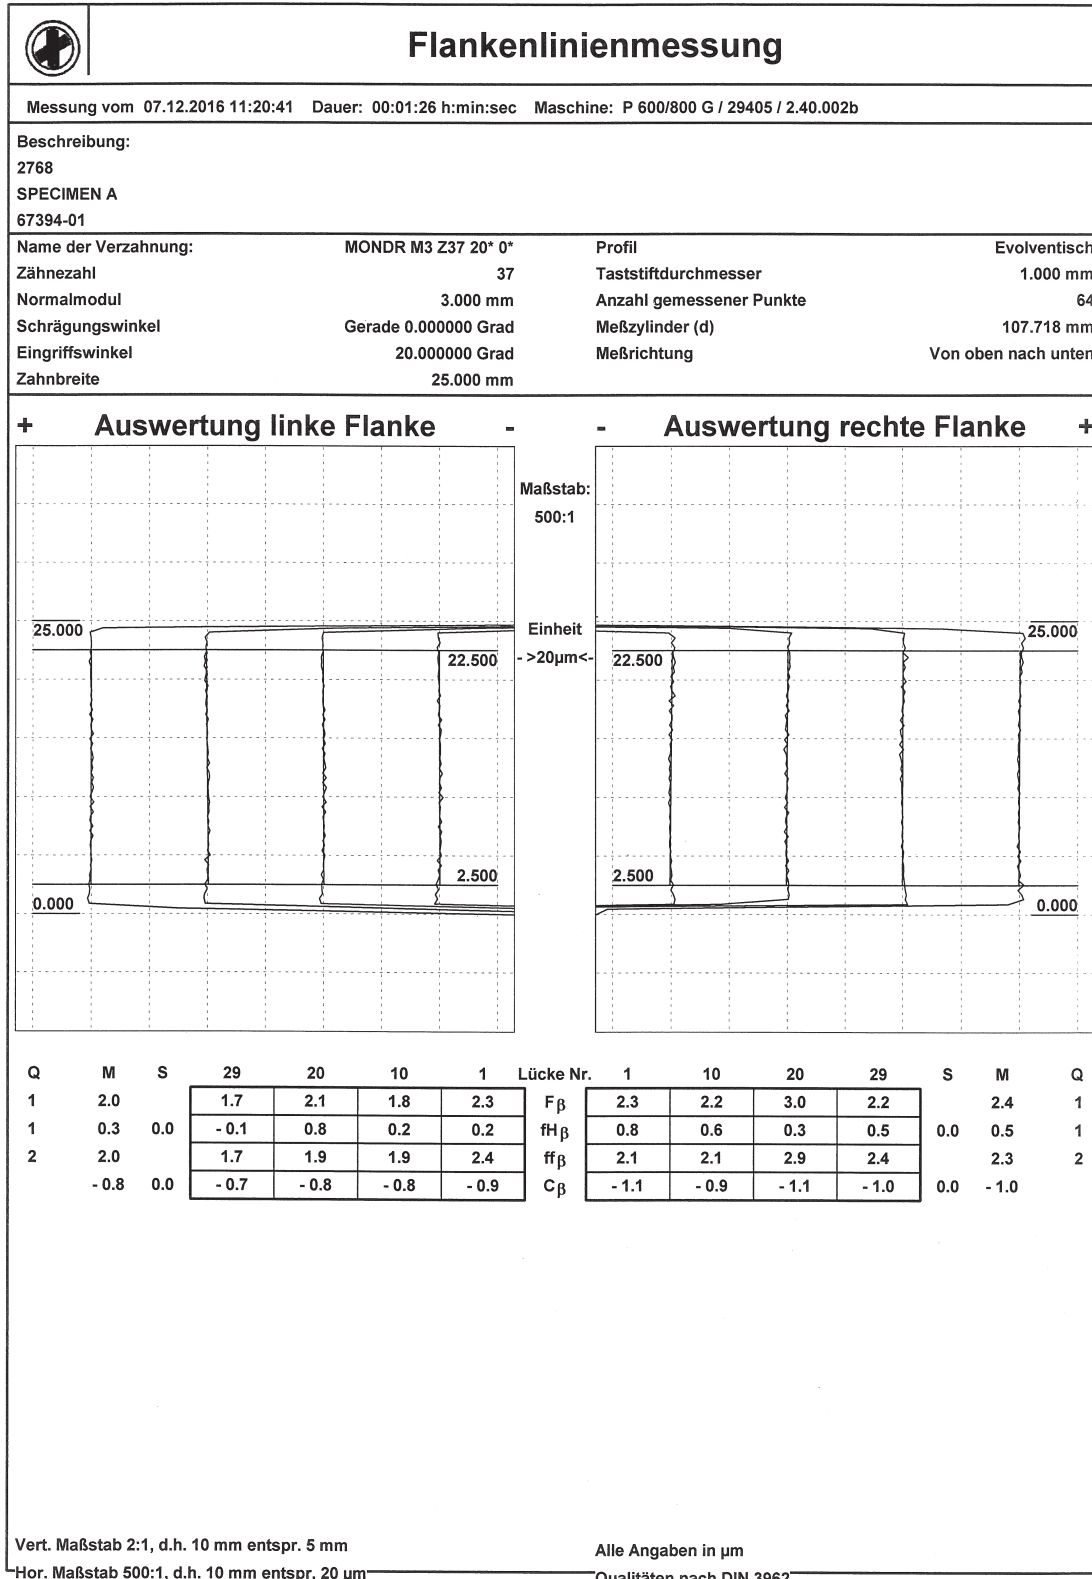 Flankenlinienmessung
Messung vom 07.12.2016 11:20:41 Dauer: 00:01:26 h:min:sec Maschine: P 600/800 G / 29405 / 2.40.002b
Beschreibung:
2768
SPECIMEN A
67394-01
Name der Verzahnung: MONDR M3 Z37 20* 0* Profil Evolventisch
Zähnezahl 37 Taststiftdurchmesser 1.000 mm
Normalmodul 3.000 mm Anzahl gemessener Punkte 64
Schrägungswinkel Gerade 0.000000 Grad Meßzylinder (d) 107.718 mm
Eingriffswinkel 20.000000 Grad Meßrichtung Von oben nach unten
Zahnbreite 25.000 mm
+ Auswertung linke Flanke - - Auswertung rechte Flanke +
Maßstab:
500:1
25.000 Einheit 25.000
22.500 - >20µm<- 22.500
2.500 2.500
0.000 0.000
Q M S 29 20 10 1 Lücke Nr. 1 10 20 29 S M Q
1 2.0 1.7 2.1 1.8 2.3 Fβ 2.3 2.2 3.0 2.2 2.4 1
1 0.3 0.0 - 0.1 0.8 0.2 0.2 fHβ 0.8 0.6 0.3 0.5 0.0 0.5 1
2 2.0 1.7 1.9 1.9 2.4 ffβ 2.1 2.1 2.9 2.4 2.3 2
- 0.8 0.0 - 0.7 - 0.8 - 0.8 - 0.9 Cβ - 1.1 - 0.9 - 1.1 - 1.0 0.0 - 1.0
Vert. Maßstab 2:1, d.h. 10 mm entspr. 5 mm Alle Angaben in µm
Hor. Maßstab 500:1, d.h. 10 mm entspr. 20 µm Qualitäten nach DIN 3962